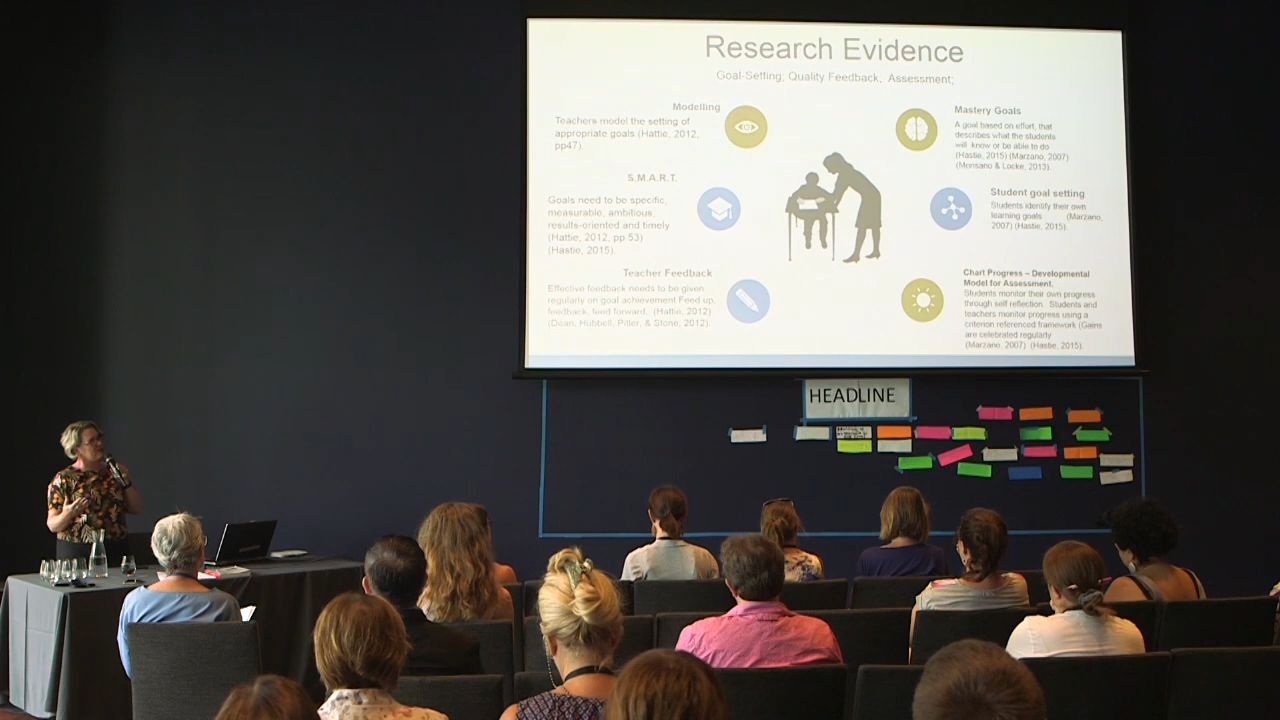 Research Evidence
Goal-Setting; Quality Feedback; Assessment;
Modelling
Teachers model the setting of
appropriate goals (Hattie, 2012,
pp47).
S.M.A.R.T.
Goals need to be specific,
measurable, ambitious,
results-oriented and timely
(Hattie, 2012, pp 53)
(Hastie, 2015).
Teacher Feedback
Effective feedback needs to be given
regularly on goal achievement Feed up,
feedback, feed forward. (Hattie, 2012)
(Dean, Hubbell, Pitler, & Stone, 2012).
Mastery Goals
A goal based on effort, that
describes what the students
will know or be able to do
(Hastie, 2015) (Marzano, 2007)
(Morisano & Locke, 2013).
Student goal setting
Students identify their own
learning goals (Marzano,
2007) (Hastie, 2015).
Chart Progress – Developmental
Model for Assessment.
Students monitor their own progress
through self reflection. Students and
teachers monitor progress using a
criterion referenced framework (Gains
are celebrated regularly
(Marzano, 2007) (Hastie, 2015).
HEADLINE